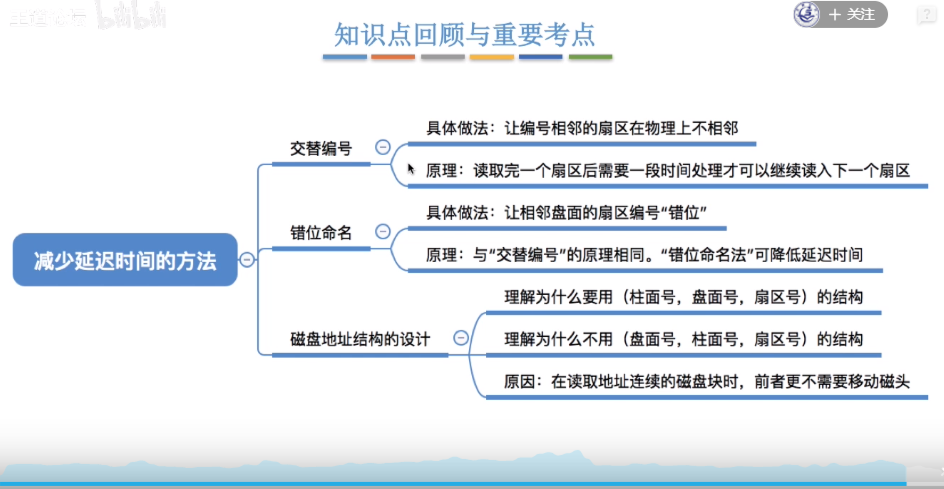 bilibili
+ 关注
?
知识点回顾与重要考点
减少延迟时间的方法
交替编号
具体做法：让编号相邻的扇区在物理上不相邻
原理：读取完一个扇区后需要一段时间处理才可以继续读入下一个扇区
错位命名
具体做法：让相邻盘面的扇区编号“错位”
原理：与“交替编号”的原理相同。“错位命名法”可降低延迟时间
磁盘地址结构的设计
理解为什么要用（柱面号，盘面号，扇区号）的结构
理解为什么不用（盘面号，柱面号，扇区号）的结构
原因：在读取地址连续的磁盘块时，前者更不需要移动磁头